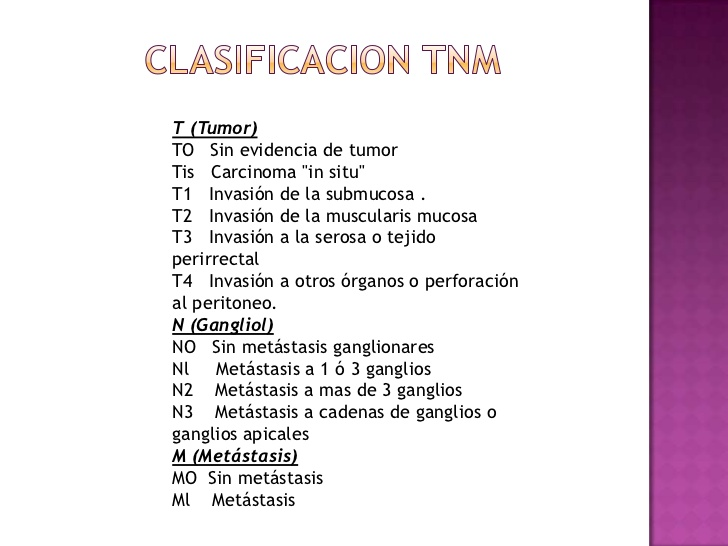 CLASIFICACION TNM
T (Tumor)
TO Sin evidencia de tumor
Tis Carcinoma "in situ"
T1 Invasión de la submucosa .
T2 Invasión de la muscularis mucosa
T3 Invasión a la serosa o tejido
perirrectal
T4 Invasión a otros órganos o perforación
al peritoneo.
N (Gangliol)
NO Sin metástasis ganglionares
Nl Metástasis a 1 ó 3 ganglios
N2 Metástasis a mas de 3 ganglios
N3 Metástasis a cadenas de ganglios o
ganglios apicales
M (Metástasis)
MO Sin metástasis
Ml Metástasis